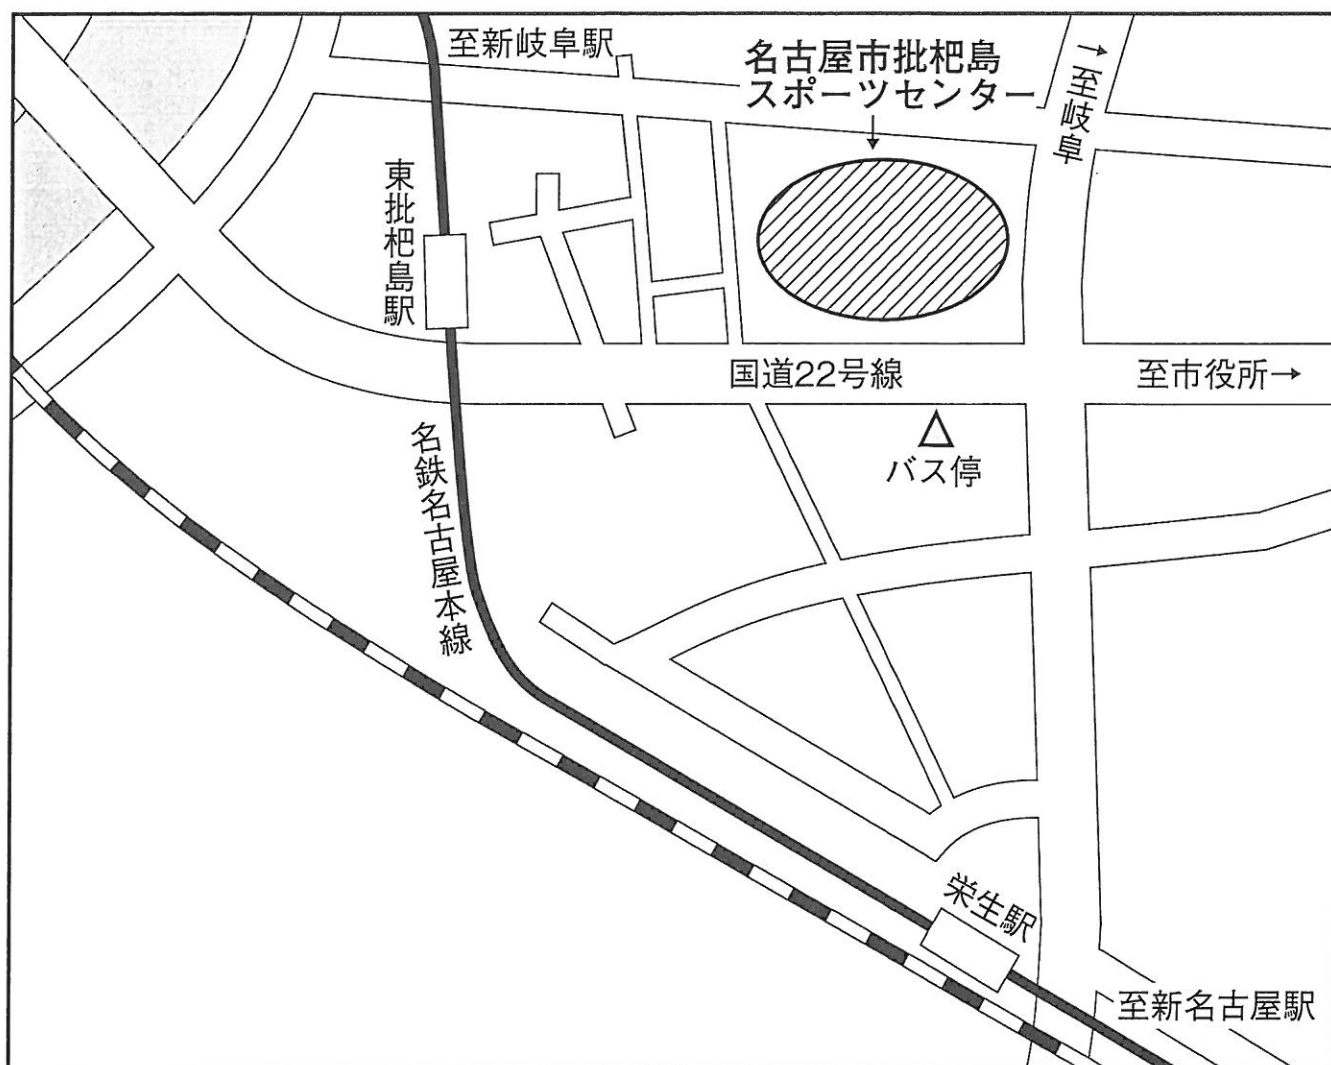 至新岐阜駅
名古屋市批杷島
スポーツセンター
→至岐阜
東批杷島駅
国道22号線
至市役所→
バス停
名鉄名古屋本線
栄生駅
至新名古屋駅